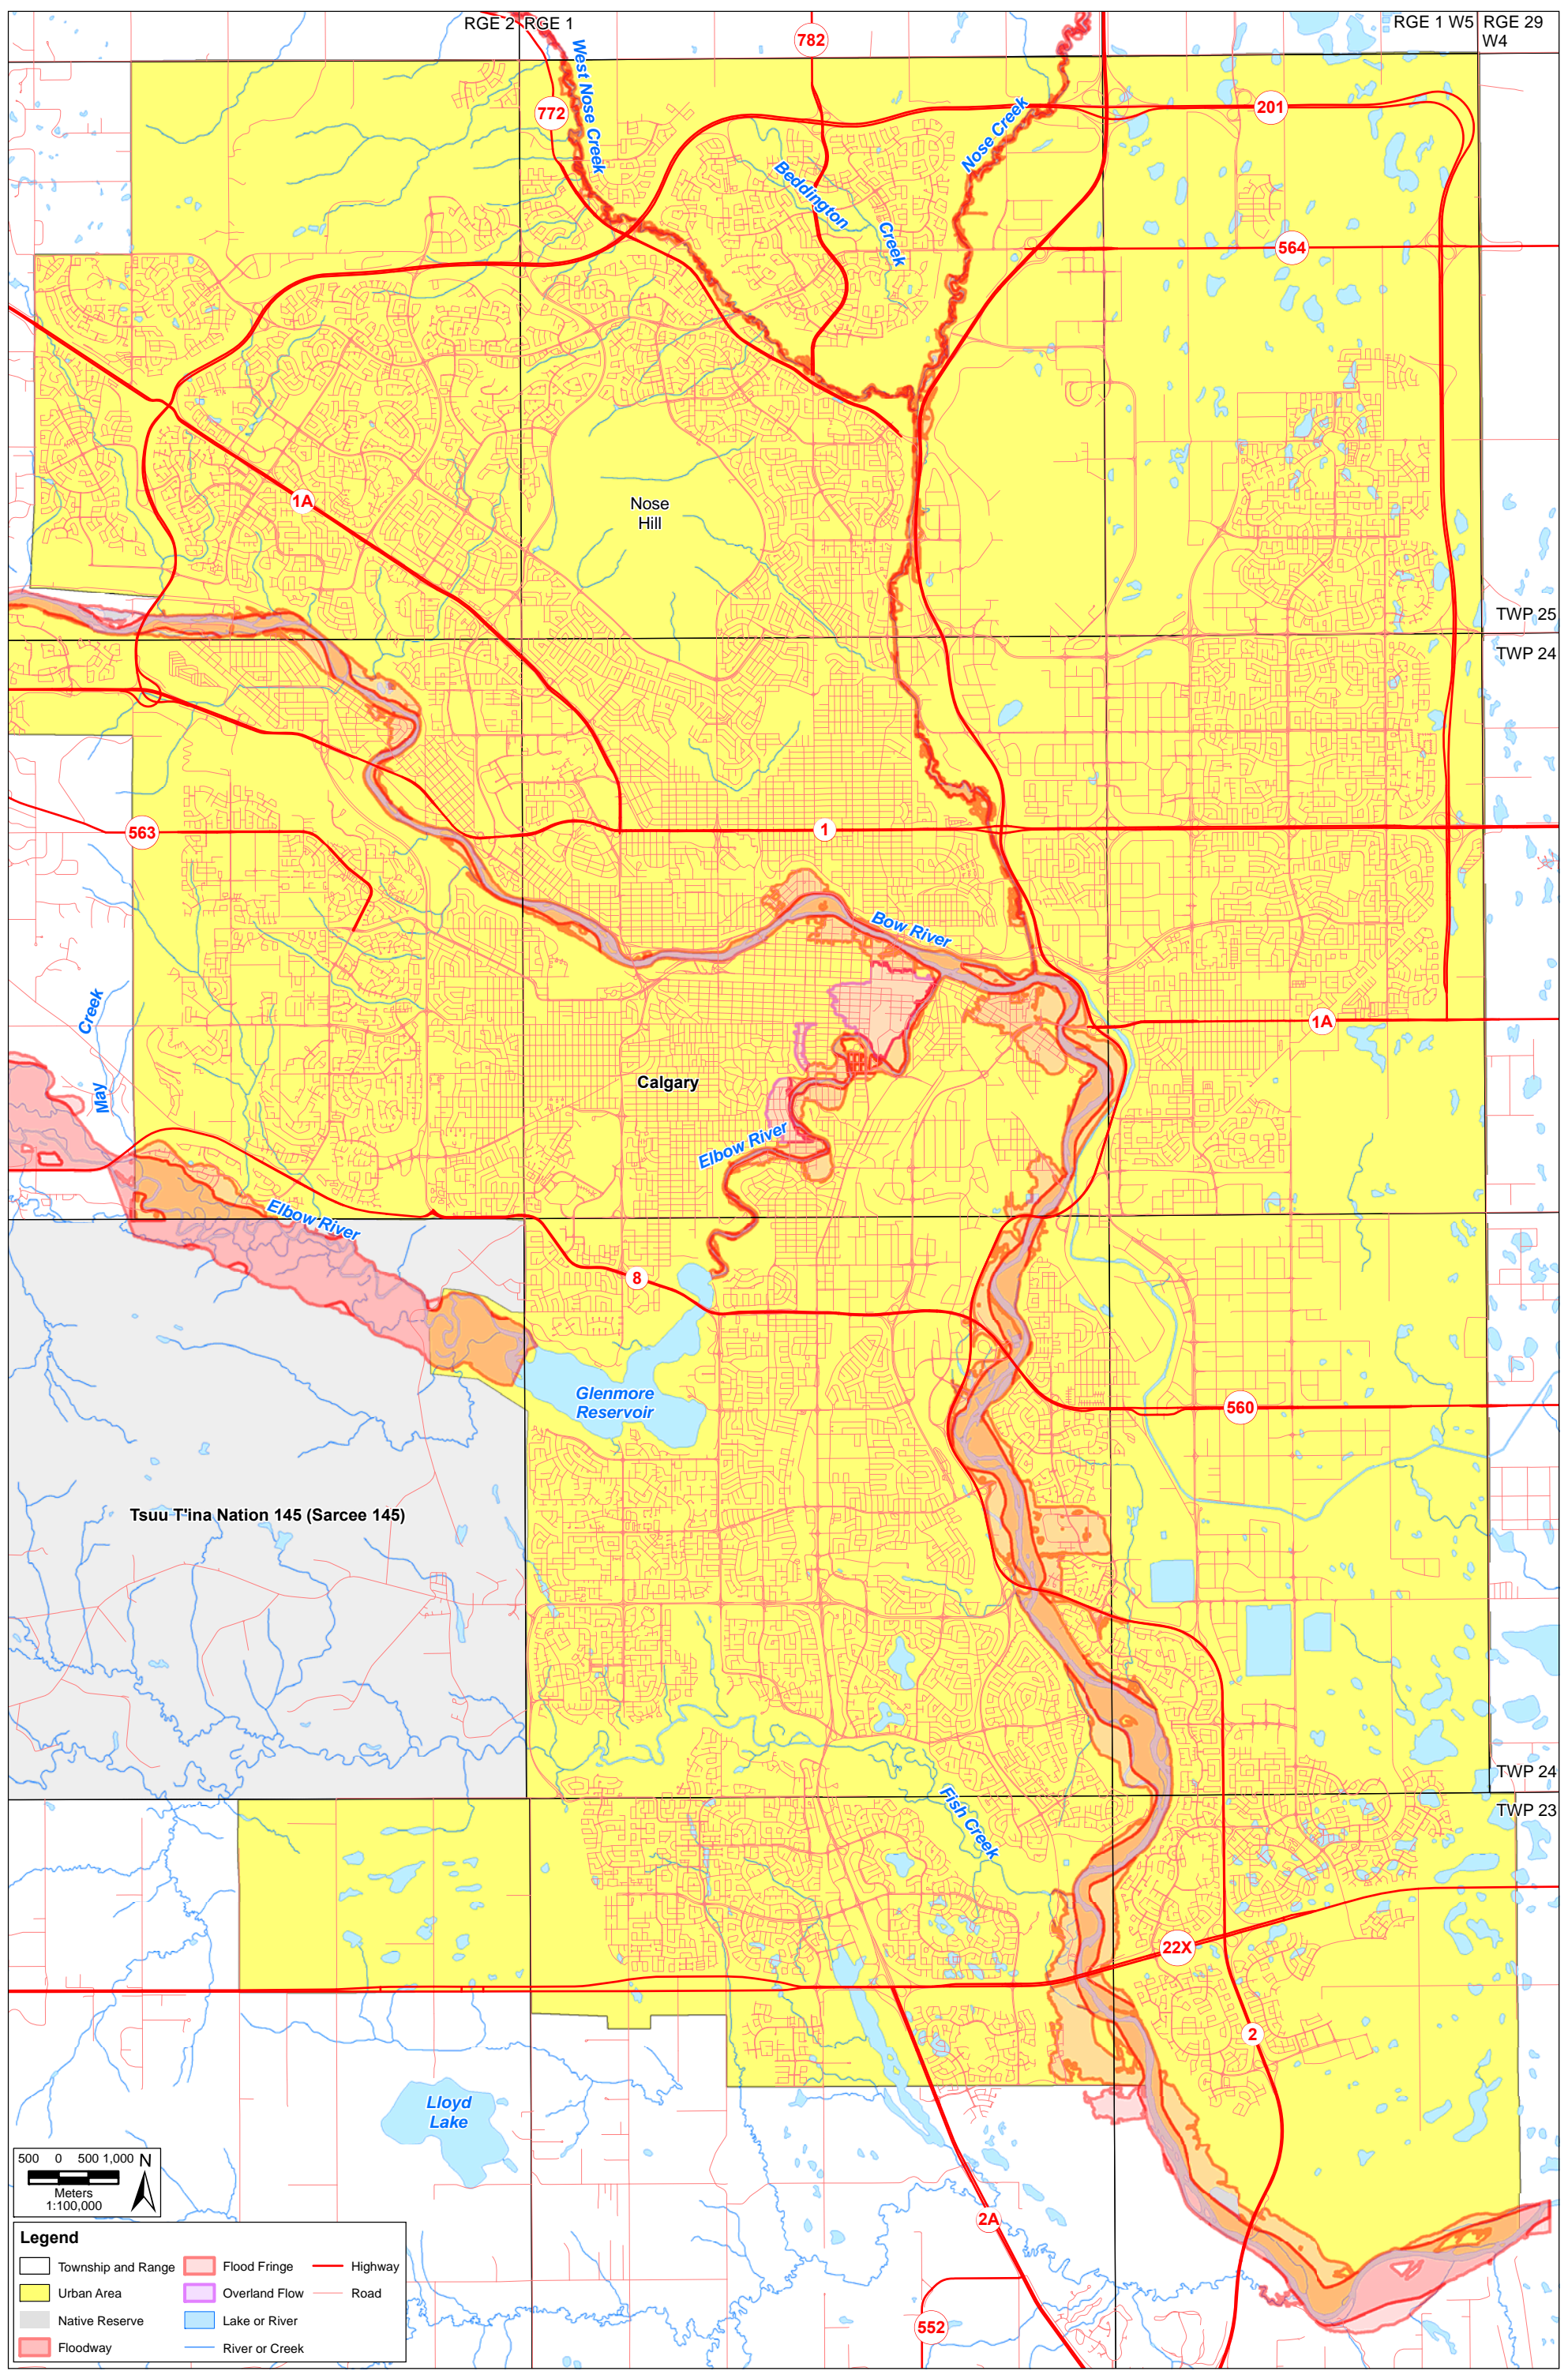 RGE 2
RGE 1
RGE 1 W5
RGE 29
W4
782
772
201
564
West Nose Creek
Beddington
Creek
Nose Creek
1A
Nose
Hill
TWP 25
TWP 24
563
1
Bow River
May
Creek
1A
Calgary
Elbow River
Elbow River
8
Glenmore
Reservoir
560
Tsuu T'ina Nation 145 (Sarcee 145)
TWP 24
TWP 23
Fish Creek
22X
2
Lloyd
Lake
2A
552
500 0 500 1,000
N
Meters
1:100,000
Legend
Township and Range
Urban Area
Native Reserve
Floodway
Flood Fringe
Overland Flow
Lake or River
River or Creek
Highway
Road